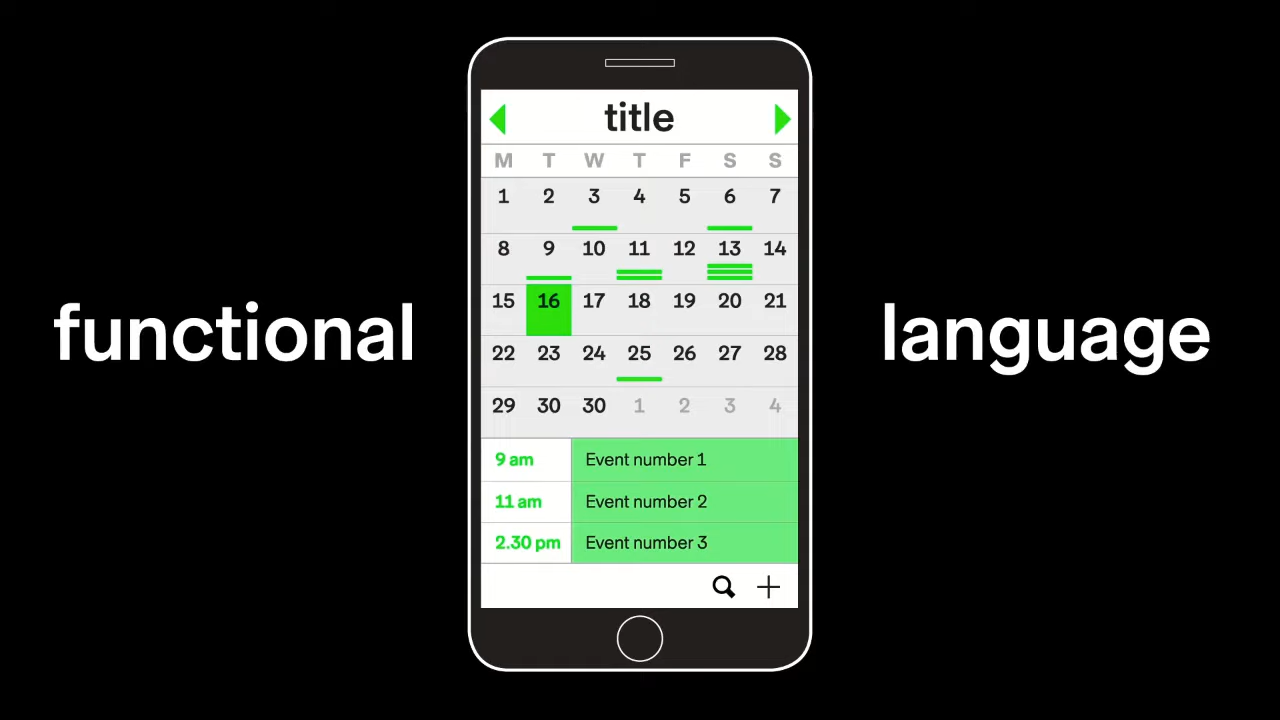 functional
title
M T W T F S S
1 2 3 4 5 6 7
8 9 10 11 12 13 14
15 16 17 18 19 20 21
22 23 24 25 26 27 28
29 30 30 1 2 3 4
9 am Event number 1
11 am Event number 2
2.30 pm Event number 3
language